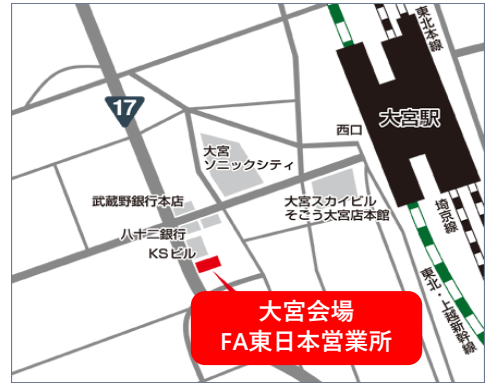 東北本線
17
大宮駅
西口
大宮
ソニックシティ
武蔵野銀行本店
大宮スカイビル
そごう大宮店本館
埼京線
八十二銀行
KSビル
東北・上越新幹線
大宮会場
FA東日本営業所